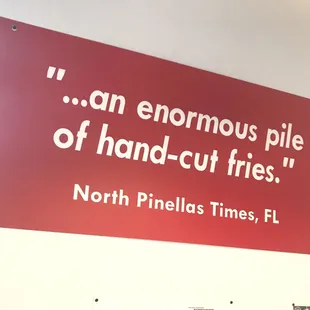 "...an enormous pile
of hand-cut fries."
North Pinellas Times, FL